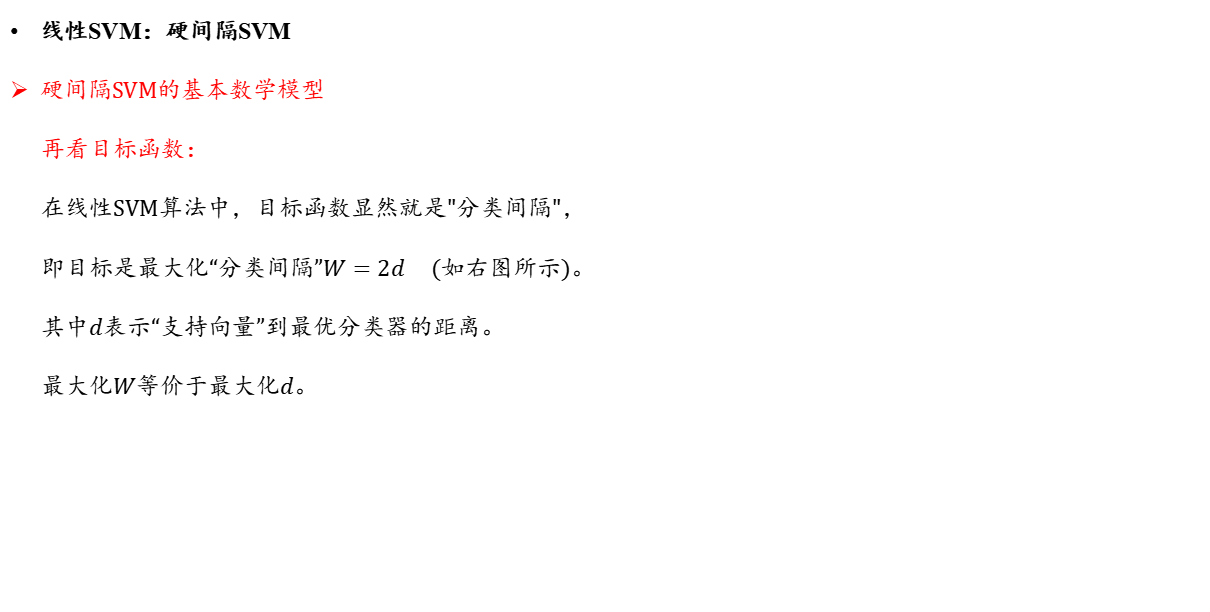 • 线性SVM：硬间隔SVM
➢ 硬间隔SVM的基本数学模型
再看目标函数：
在线性SVM算法中，目标函数显然就是"分类间隔"，
即目标是最大化“分类间隔”W = 2d (如右图所示)。
其中d表示“支持向量”到最优分类器的距离。
最大化W等价于最大化d。